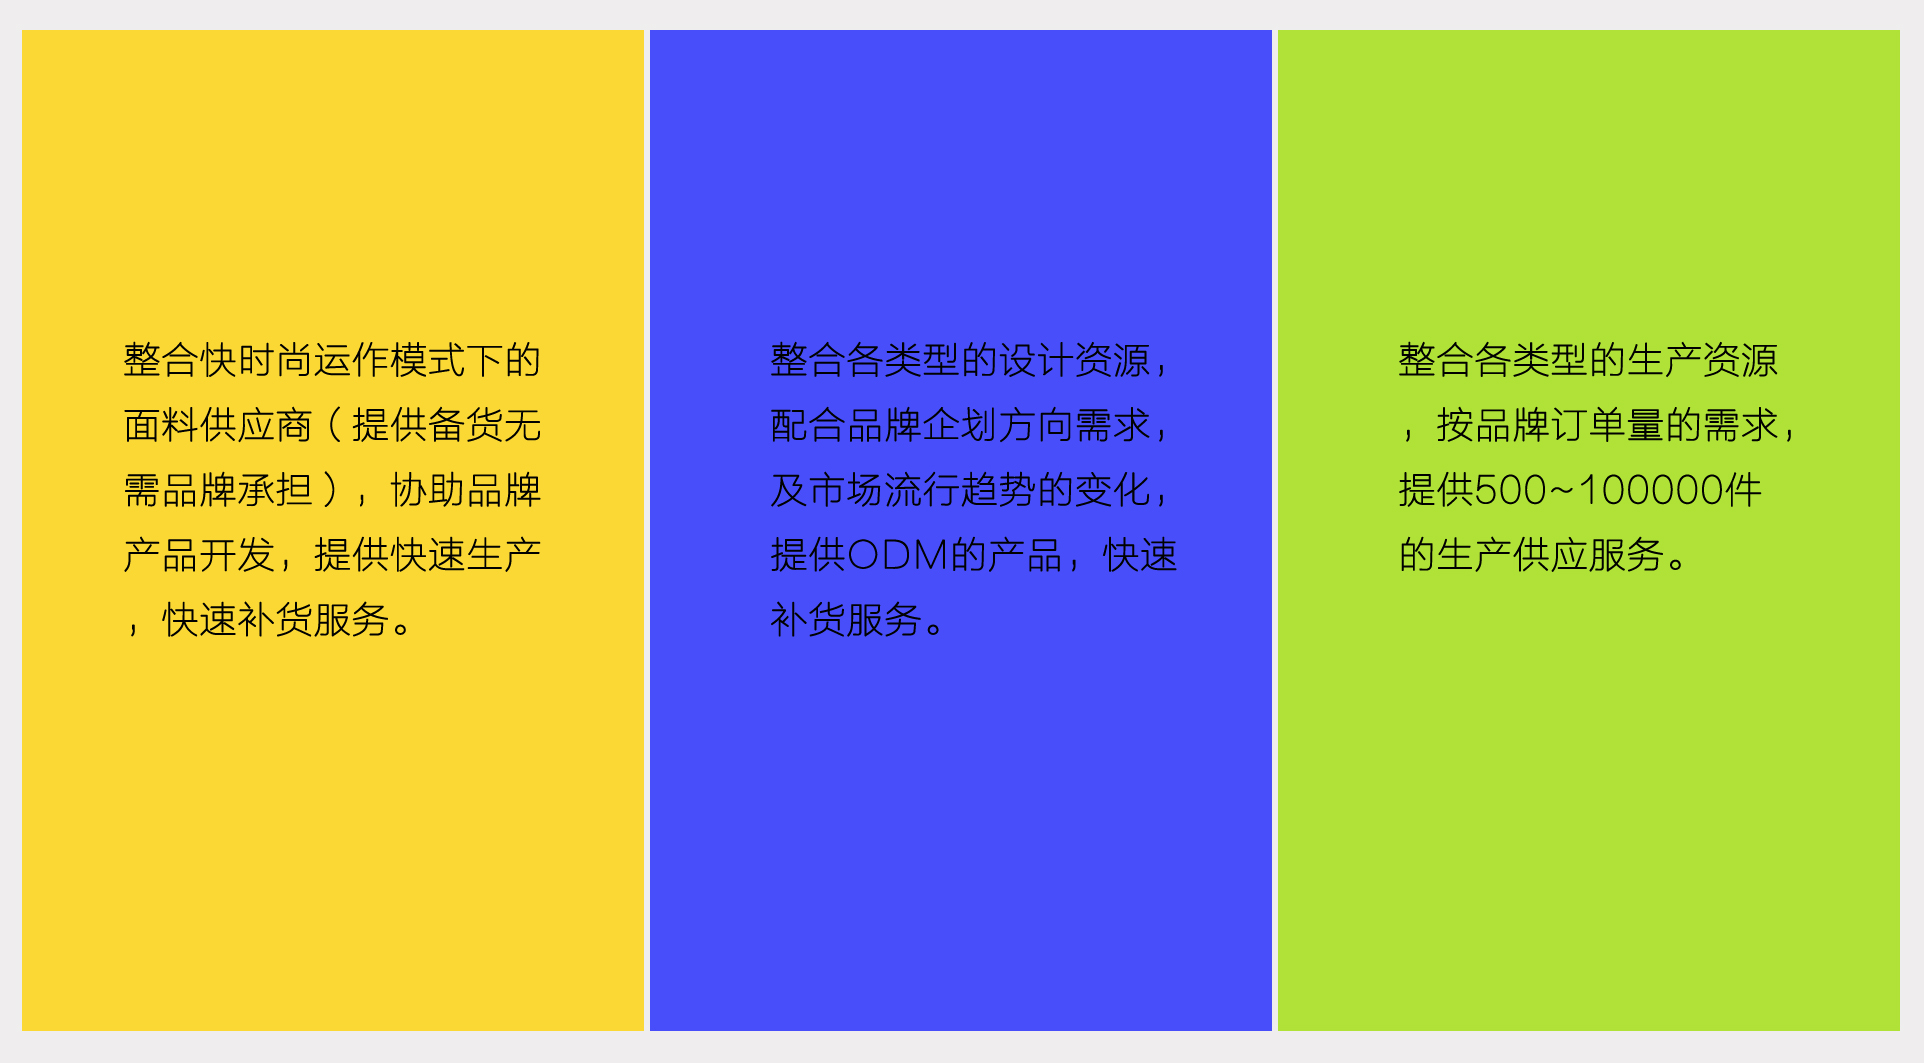 整合快时尚运作模式下的
面料供应商（提供备货无
需品牌承担），协助品牌
产品开发，提供快速生产
，快速补货服务。
整合各类型的设计资源，
配合品牌企划方向需求，
及市场流行趋势的变化，
提供ODM的产品，快速
补货服务。
整合各类型的生产资源
，按品牌订单量的需求，
提供500~100000件
的生产供应服务。